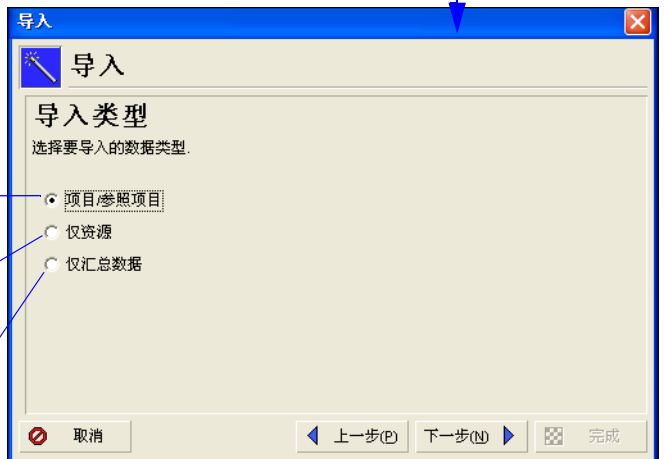 导入
导入
导入类型
选择要导入的数据类型.
项目/参照项目
仅资源
仅汇总数据
取消 上一步(P) 下一步(N) 完成